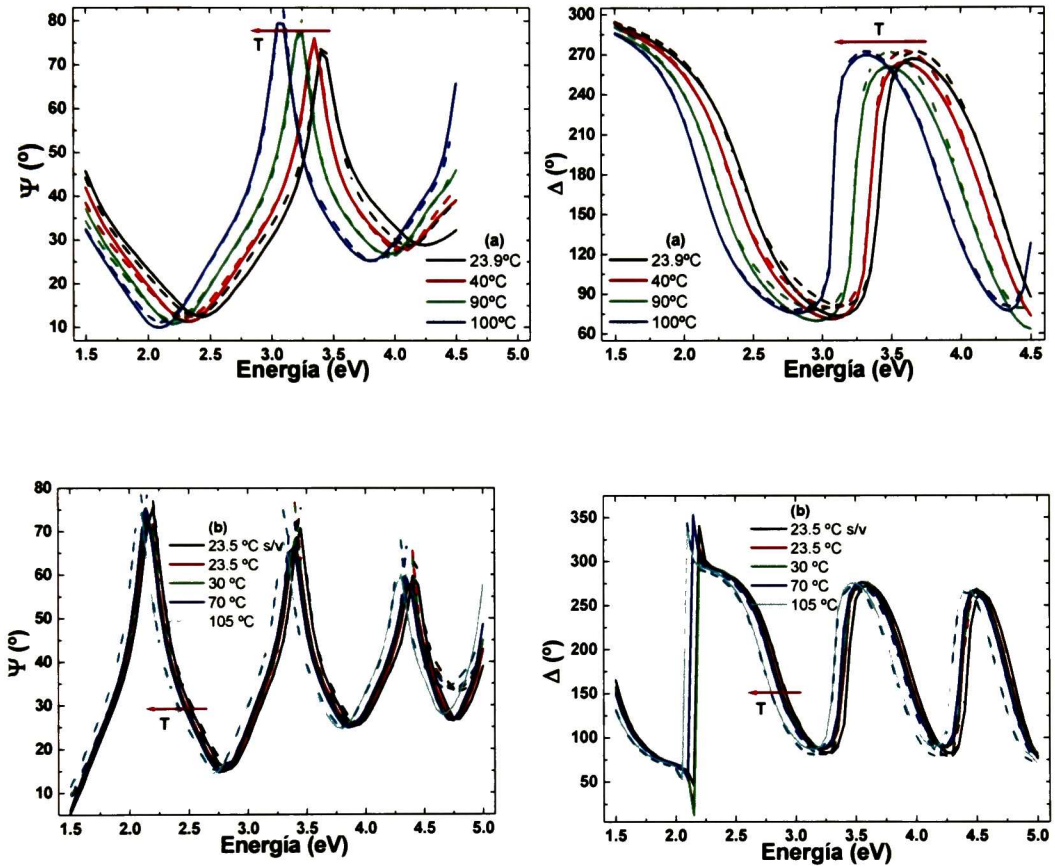 80
70
60
50
40
30
20
10
Ψ (º)
T
(a)
23.9ºC
40ºC
90ºC
100ºC
1.5 2.0 2.5 3.0 3.5 4.0 4.5 5.0
Energía (eV)
300
270
240
210
180
150
120
90
60
Δ (º)
T
(a)
23.9ºC
40ºC
90ºC
100ºC
1.5 2.0 2.5 3.0 3.5 4.0 4.5
Energía (eV)
80
70
60
50
40
30
20
10
Ψ (º)
(b)
23.5 ºC s/v
23.5 ºC
30 ºC
70 ºC
105 ºC
T
1.5 2.0 2.5 3.0 3.5 4.0 4.5 5.0
Energía (eV)
350
300
250
200
150
100
50
Δ (º)
(b)
23.5 ºC s/v
23.5 ºC
30 ºC
70 ºC
105 ºC
T
1.5 2.0 2.5 3.0 3.5 4.0 4.5 5.0
Energía (eV)